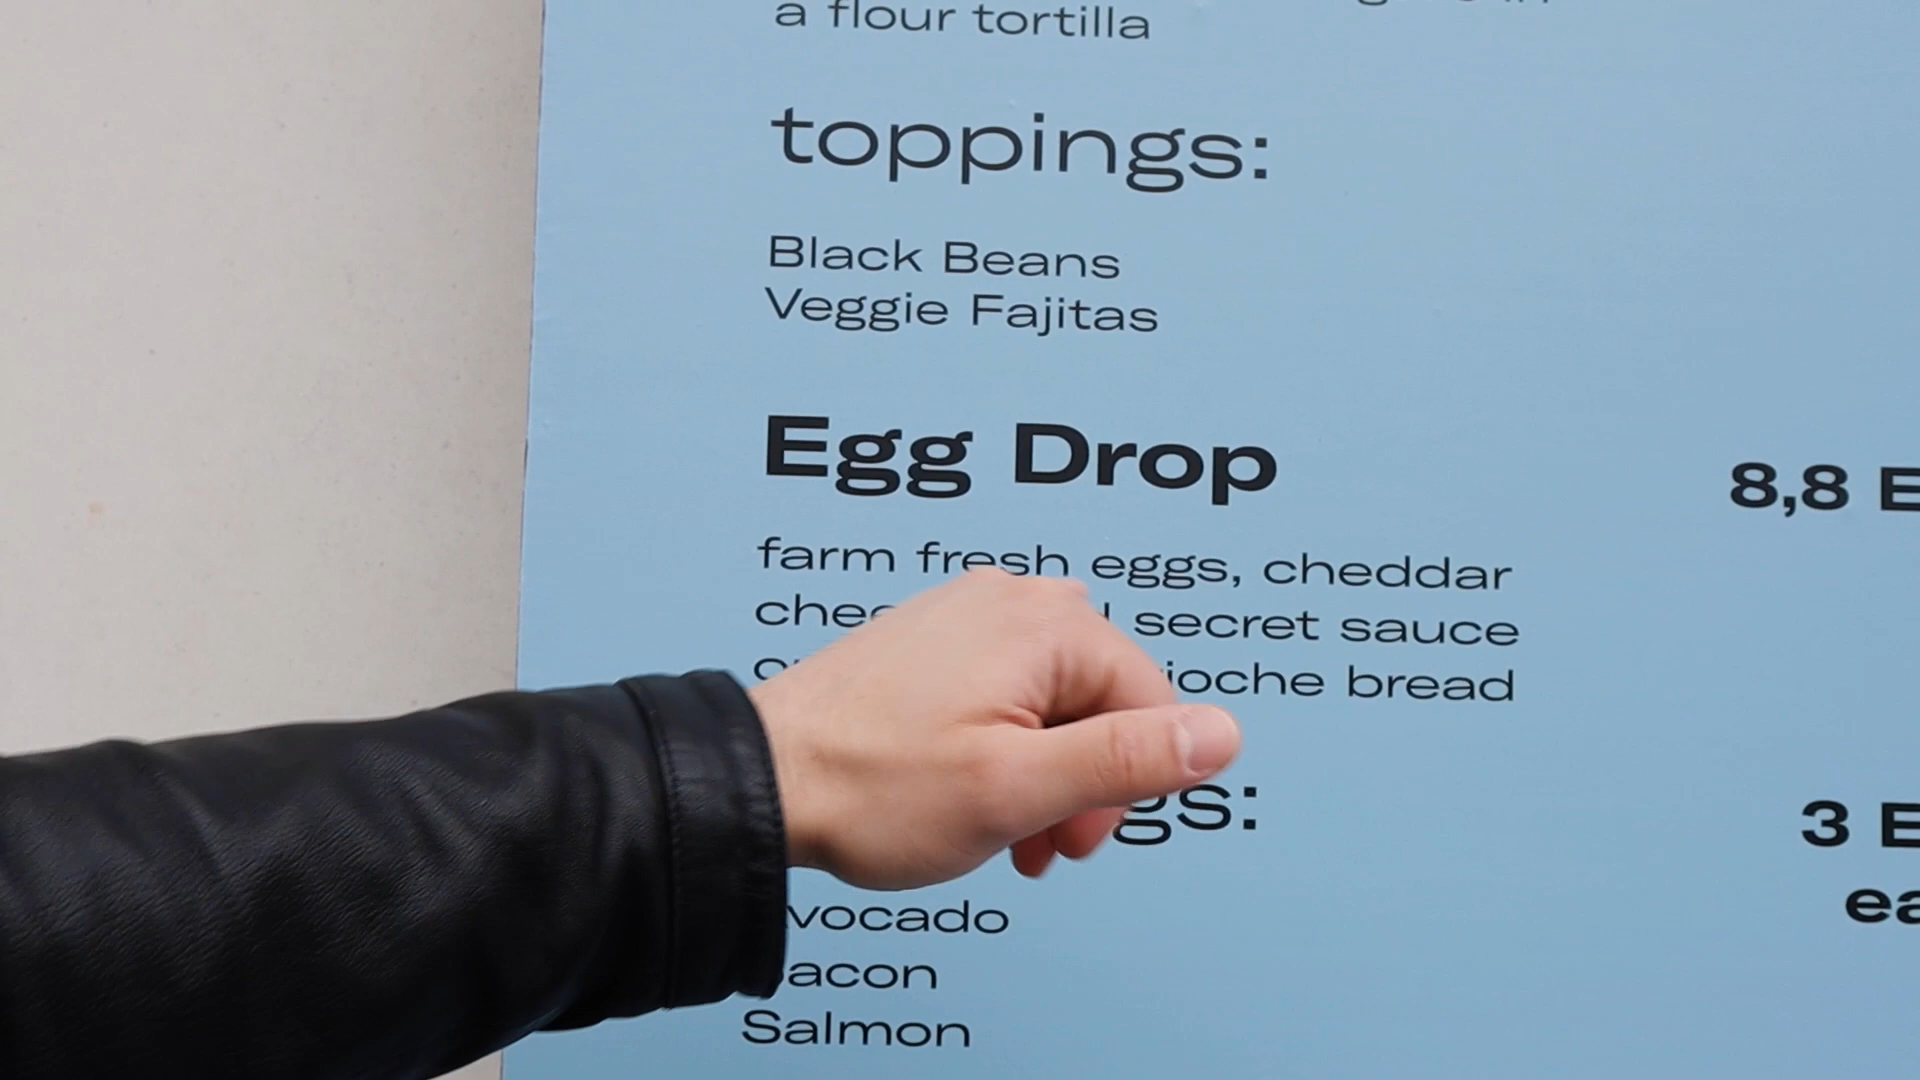 a flour tortilla
toppings:
Black Beans
Veggie Fajitas
Egg Drop
8,8 E
farm fresh eggs, cheddar
secret sauce
bread
3 E
Salmon